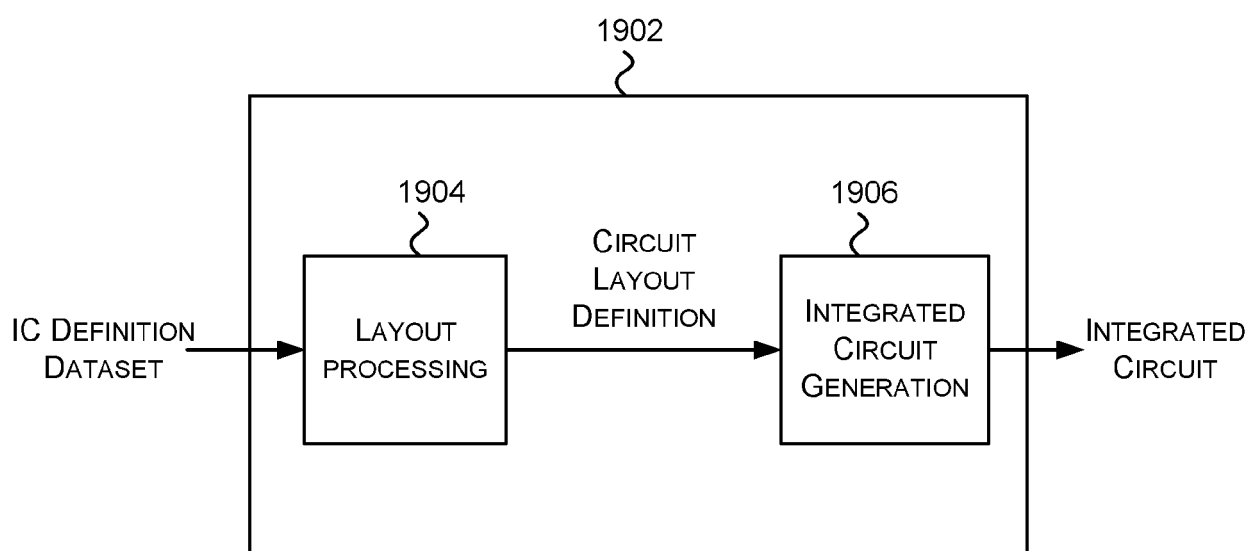 1902
1904
1906
CIRCUIT
LAYOUT
DEFINITION
IC DEFINITION
DATASET
LAYOUT
PROCESSING
INTEGRATED
CIRCUIT
GENERATION
INTEGRATED
CIRCUIT